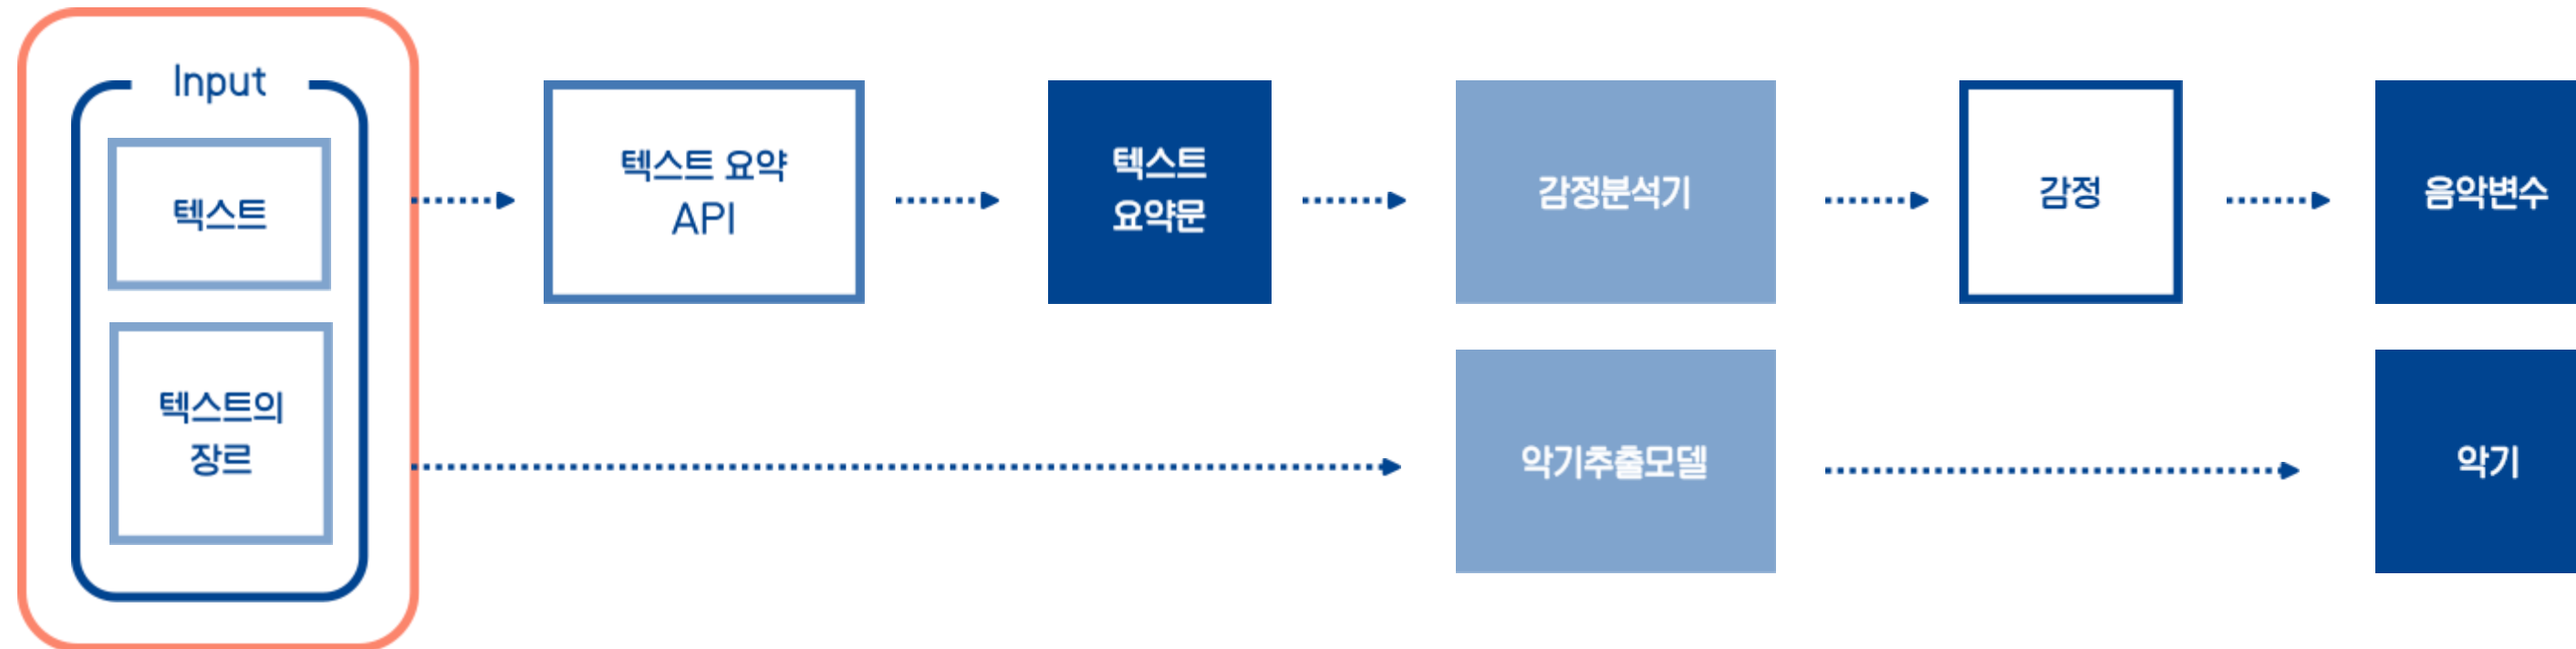 Input
텍스트
텍스트의
장르
텍스트 요약
API
텍스트
요약문
감정분석기
감정
음악변수
악기추출모델
악기